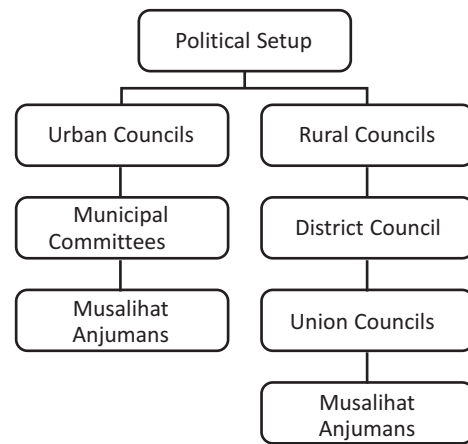 Political Setup
Urban Councils
Rural Councils
Municipal
Committees
District Council
Musalihat
Anjumans
Union Councils
Musalihat
Anjumans